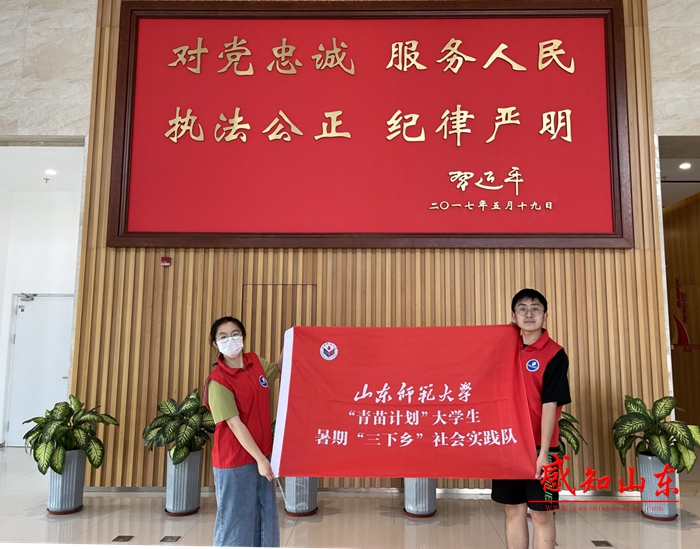 对党忠诚 服务人民
执法公正 纪律严明
习近平
二〇一七年五月十九日
山东师范大学
“青苗计划”大学生
暑期“三下乡”社会实践队
感知山东